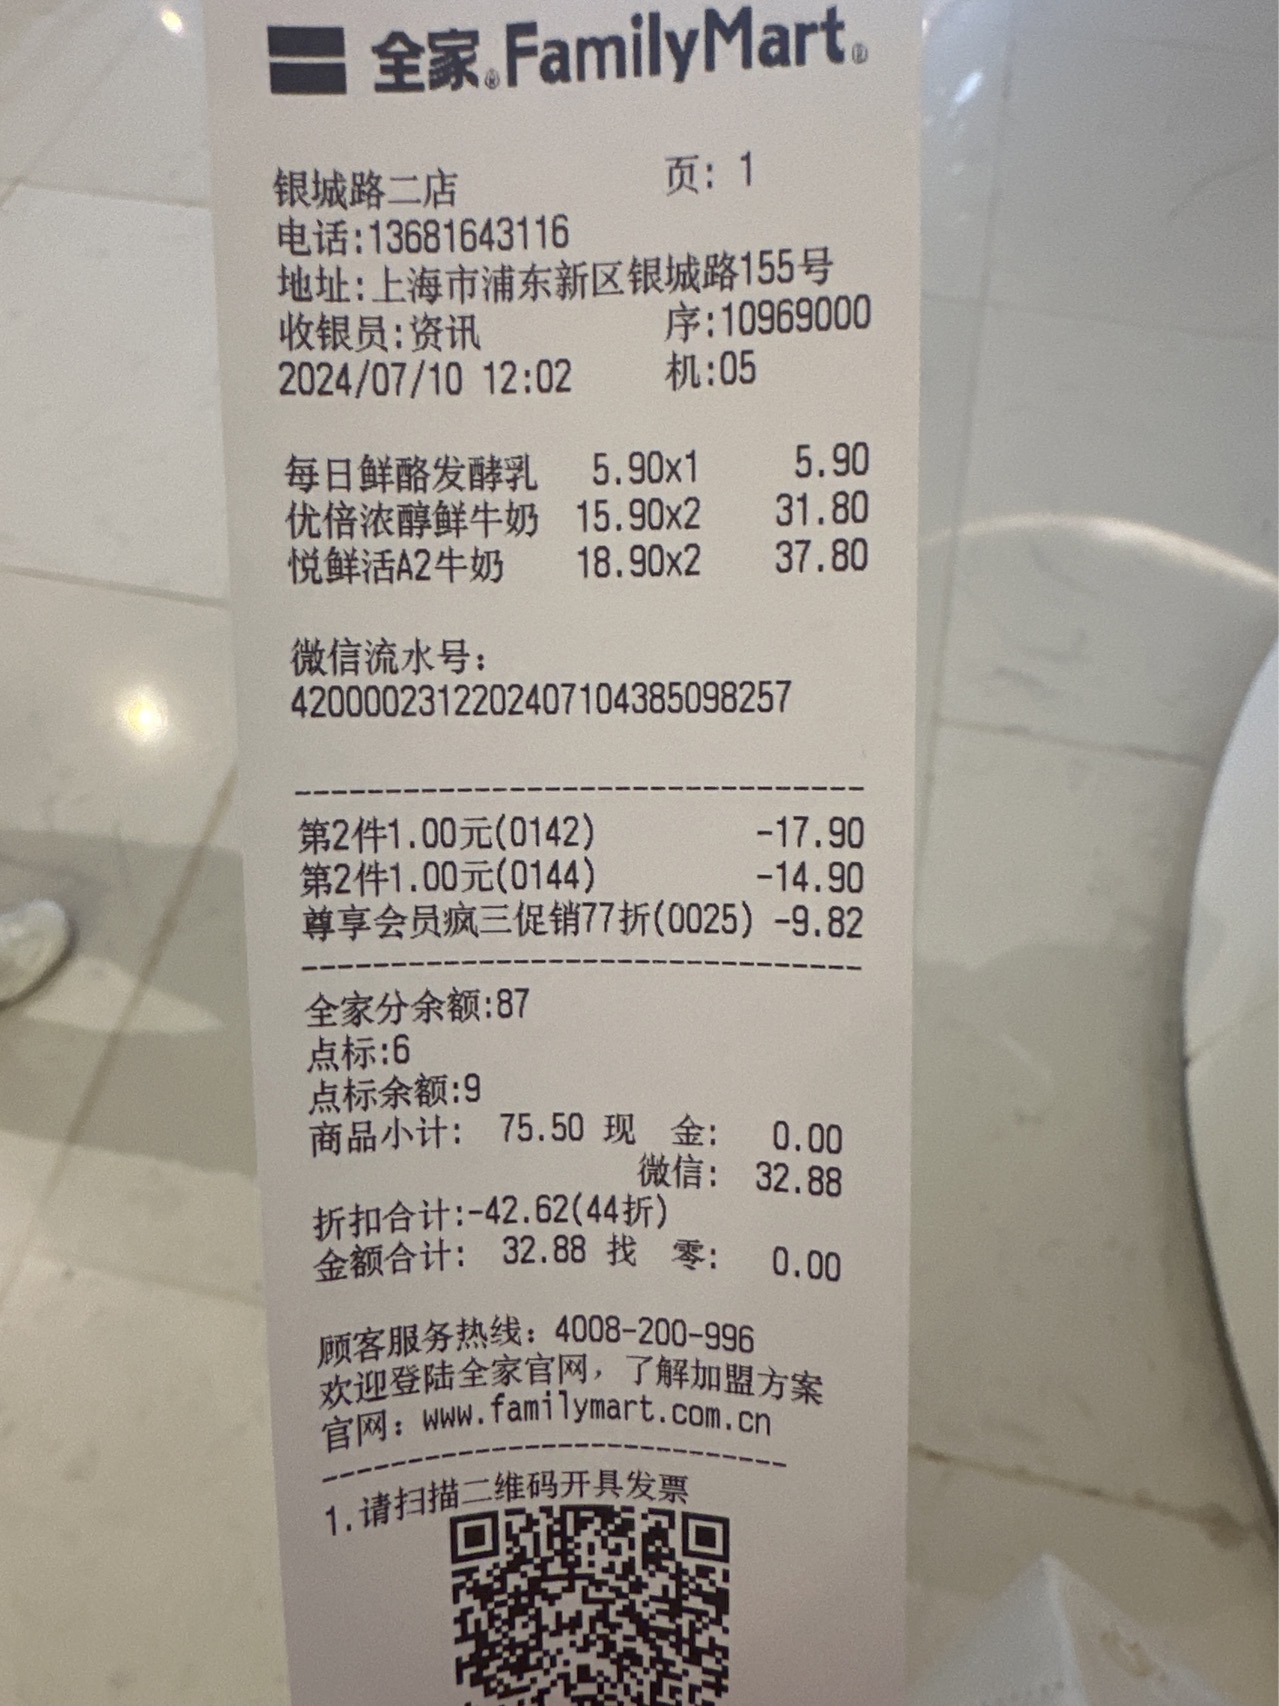 全家®FamilyMart®
银城路二店 页: 1
电话:13681643116
地址:上海市浦东新区银城路155号
收银员:资讯 序:10969000
2024/07/10 12:02 机:05
每日鲜酪发酵乳 5.90x1 5.90
优倍浓醇鲜牛奶 15.90x2 31.80
悦鲜活A2牛奶 18.90x2 37.80
微信流水号:
4200002312202407104385098257
------------------------------
第2件1.00元(0142) -17.90
第2件1.00元(0144) -14.90
尊享会员疯三促销77折(0025) -9.82
------------------------------
全家分余额:87
点标:6
点标余额:9
商品小计: 75.50 现 金: 0.00
微信: 32.88
折扣合计:-42.62(44折)
金额合计: 32.88 找 零: 0.00
顾客服务热线: 4008-200-996
欢迎登陆全家官网,了解加盟方案
官网: www.familymart.com.cn
------------------------------
1.请扫描二维码开具发票